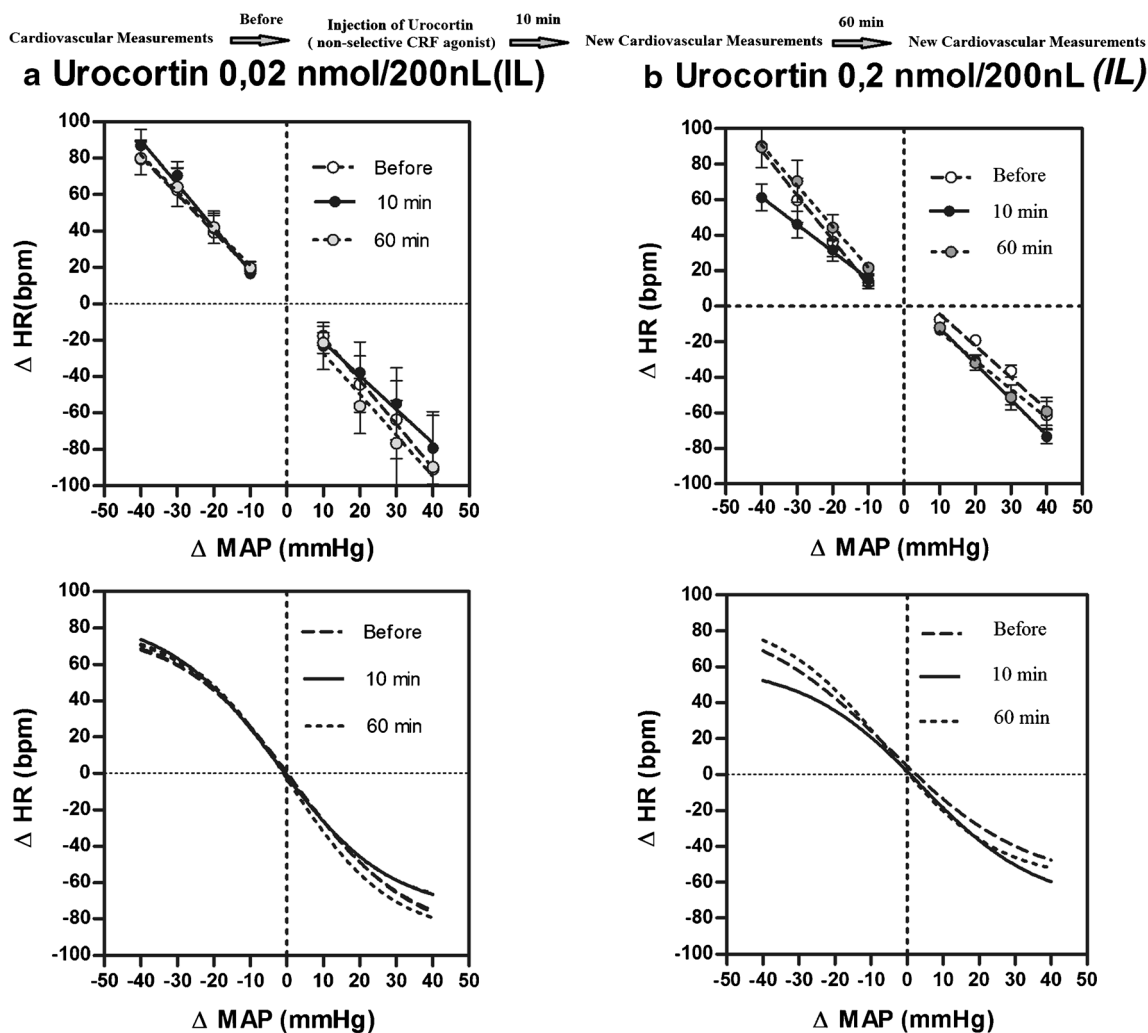 Before 10 min 60 min
Cardiovascular Measurements Injection of Urocortin ( non-selective CRF agonist) New Cardiovascular Measurements New Cardiovascular Measurements
a Urocortin 0,02 nmol/200nL(IL)
100
80
60
40
20
0
-20
-40
-60
-80
-100
Δ HR(bpm)
Before
10 min
60 min
-50 -40 -30 -20 -10 0 10 20 30 40 50
Δ MAP (mmHg)
b Urocortin 0,2 nmol/200nL (IL)
100
80
60
40
20
0
-20
-40
-60
-80
-100
Δ HR (bpm)
Before
10 min
60 min
-50 -40 -30 -20 -10 0 10 20 30 40 50
Δ MAP (mmHg)
100
80
60
40
20
0
-20
-40
-60
-80
-100
Δ HR (bpm)
Before
10 min
60 min
-50 -40 -30 -20 -10 0 10 20 30 40 50
Δ MAP (mmHg)
100
80
60
40
20
0
-20
-40
-60
-80
-100
Δ HR (bpm)
Before
10 min
60 min
-50 -40 -30 -20 -10 0 10 20 30 40 50
Δ MAP (mmHg)